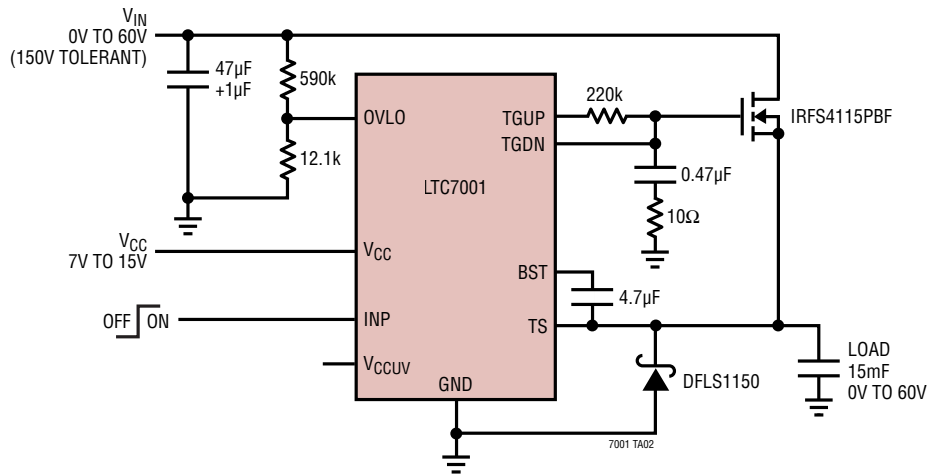 VIN
0V TO 60V
(150V TOLERANT)
47µF
+1µF
590k
12.1k
OVLO
LTC7001
TGUP
TGDN
220k
IRFS4115PBF
0.47µF
10Ω
VCC
7V TO 15V
VCC
BST
4.7µF
OFF
ON
INP
TS
VCCUV
GND
DFLS1150
LOAD
15mF
0V TO 60V
7001 TA02